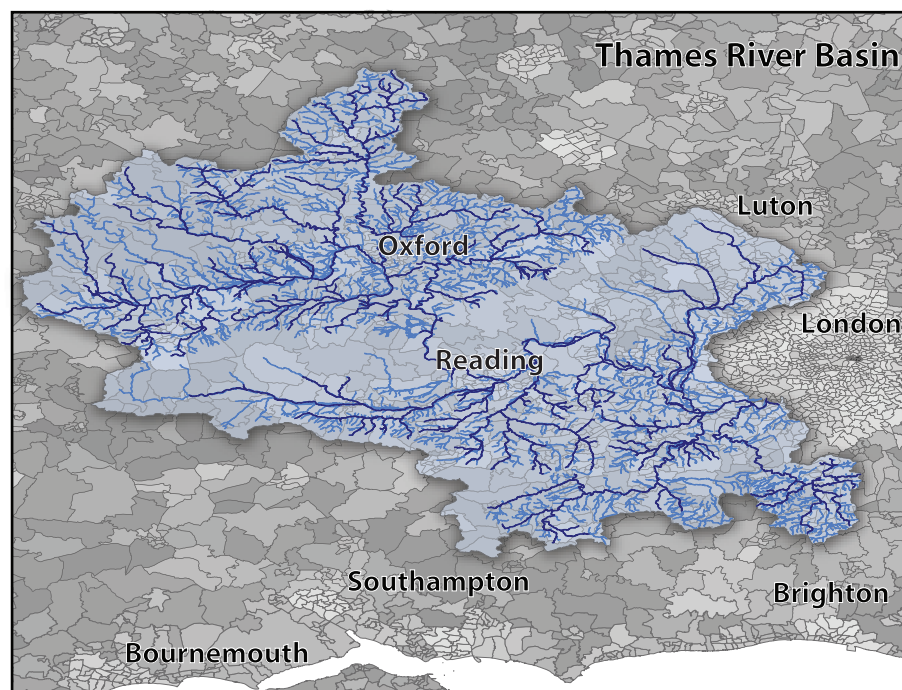 Thames River Basin
Luton
Oxford
London
Reading
Southampton
Brighton
Bournemouth